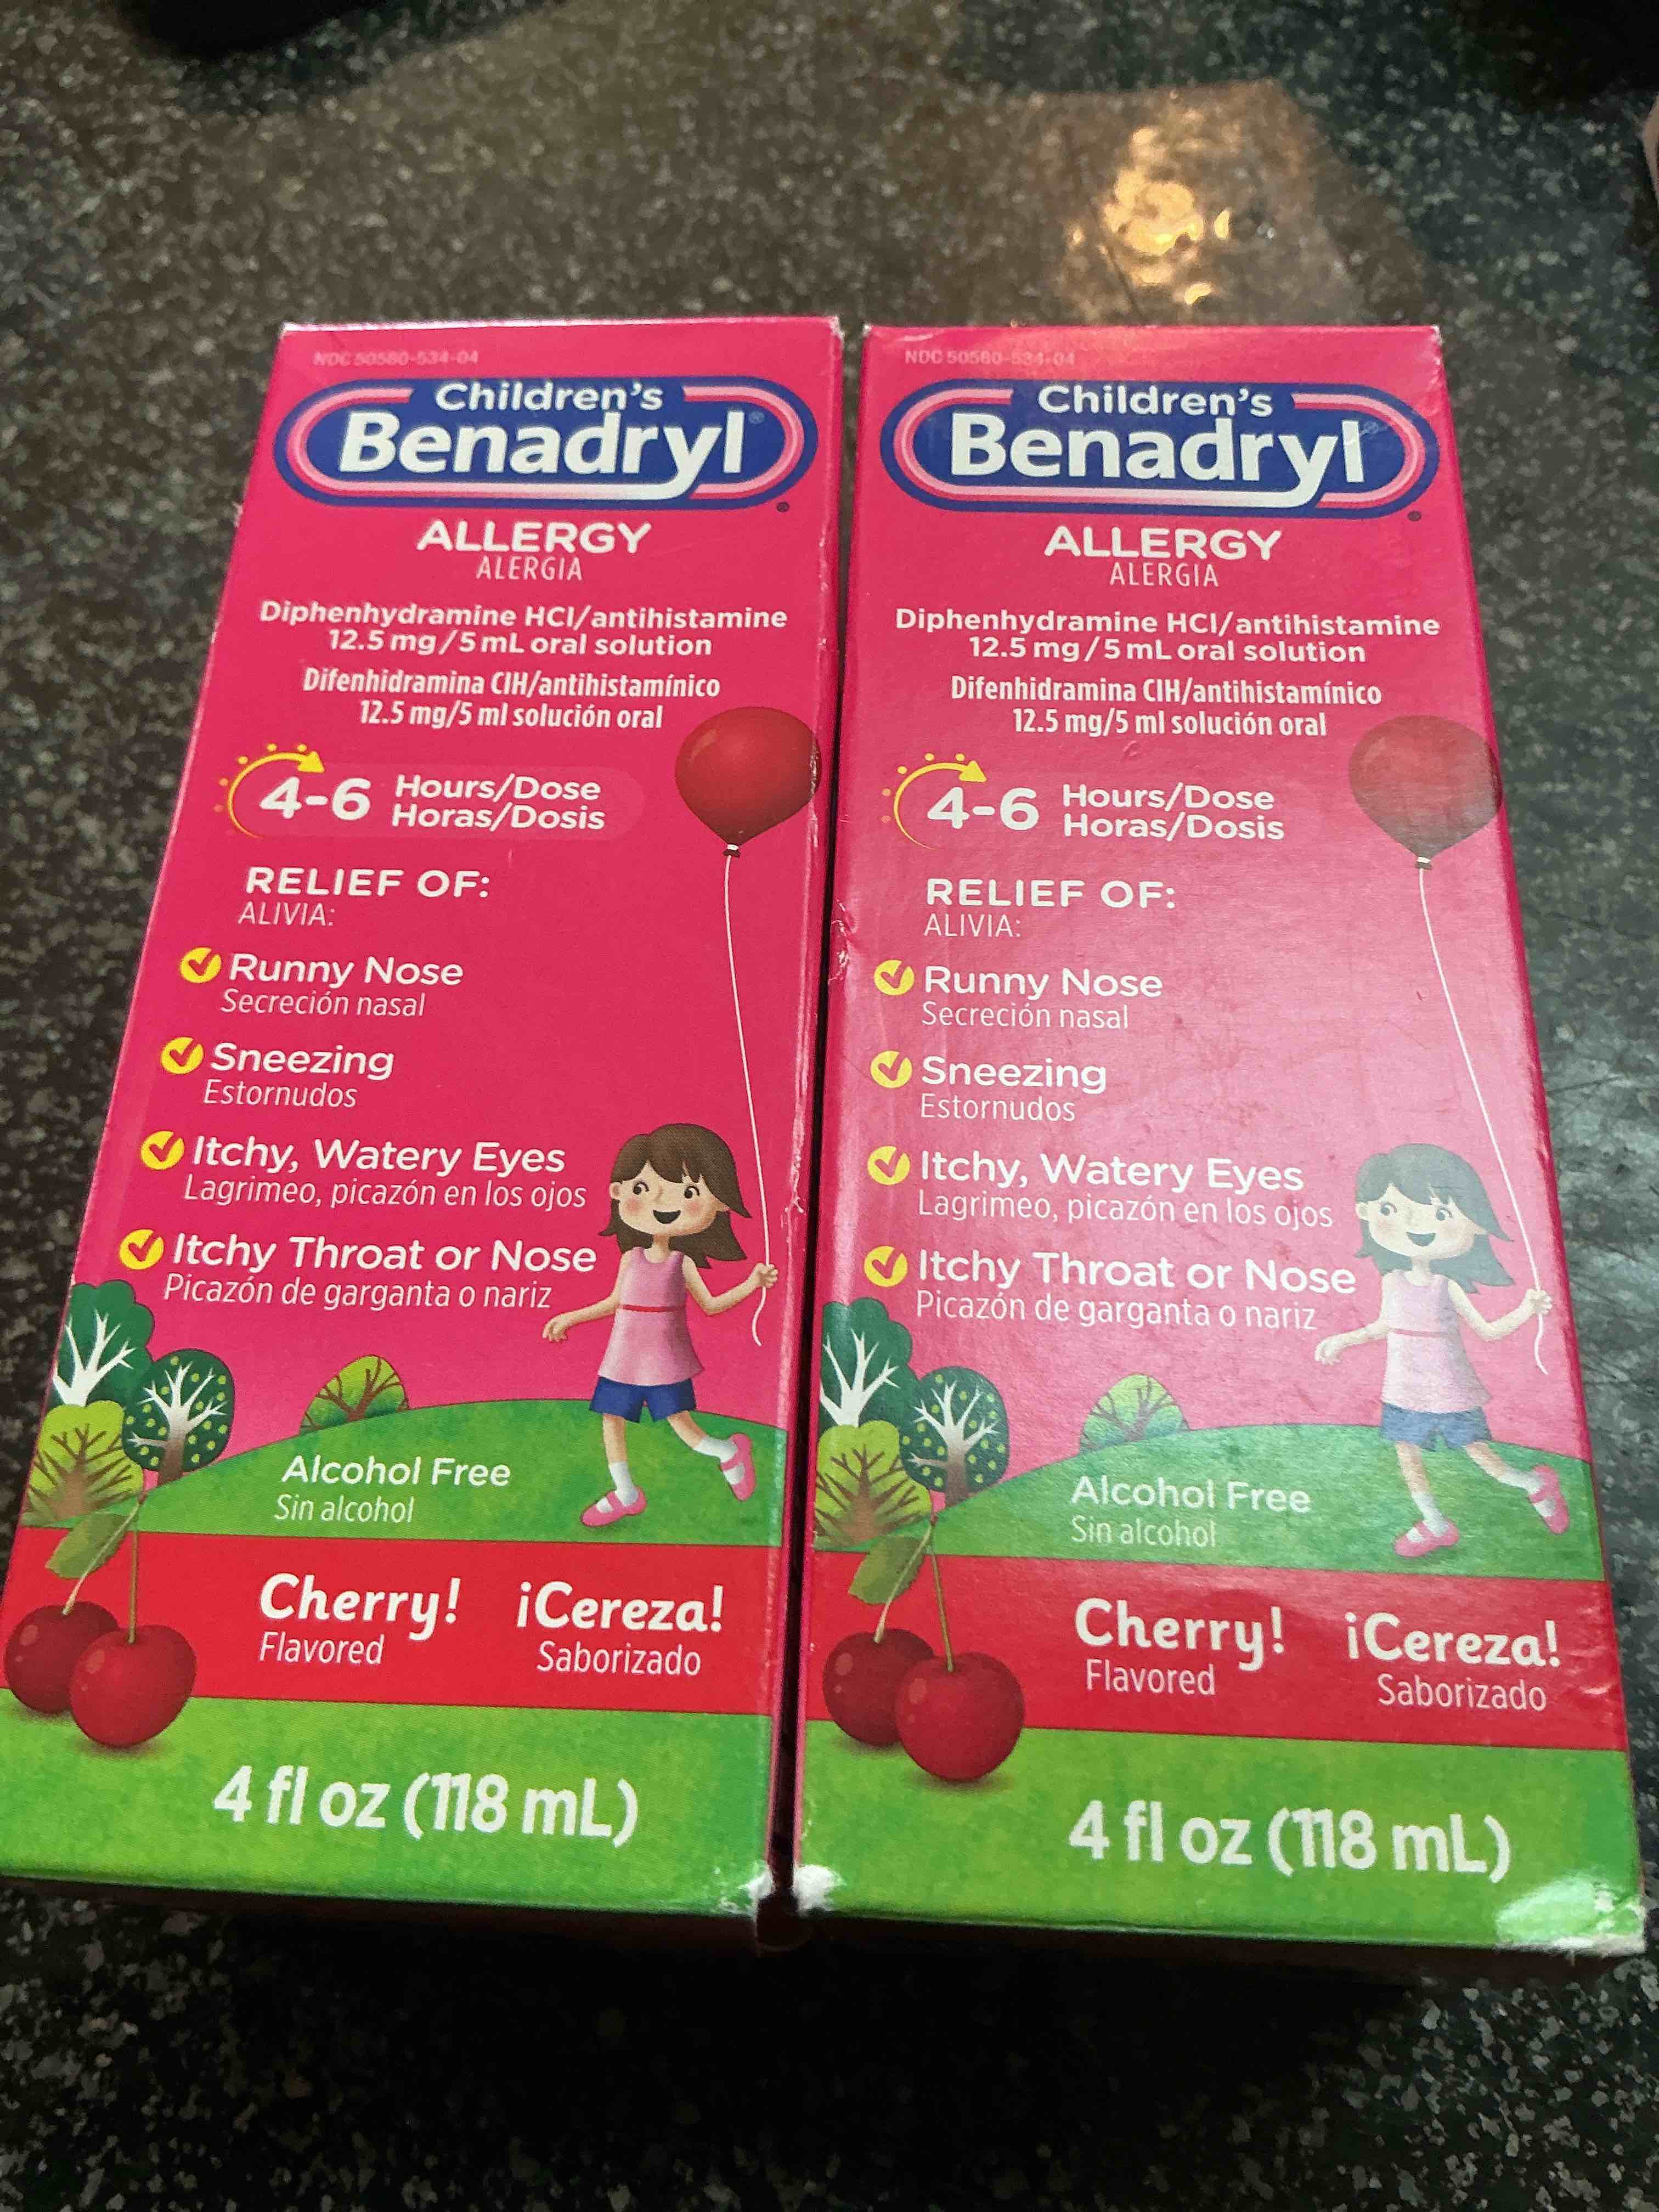 NDC 50580-534-04
Children's
Benadryl®
ALLERGY
ALERGIA
Diphenhydramine HCl/antihistamine
12.5 mg/5 mL oral solution
Difenhidramina ClH/antihistamínico
12.5 mg/5 ml solución oral
4-6 Hours/Dose
Horas/Dosis
RELIEF OF:
ALIVIA:
Runny Nose
Secreción nasal
Sneezing
Estornudos
Itchy, Watery Eyes
Lagrimeo, picazón en los ojos
Itchy Throat or Nose
Picazón de garganta o nariz
Alcohol Free
Sin alcohol
Cherry! ¡Cereza!
Flavored Saborizado
4 fl oz (118 mL)
NDC 50580-534-04
Children's
Benadryl®
ALLERGY
ALERGIA
Diphenhydramine HCl/antihistamine
12.5 mg/5 mL oral solution
Difenhidramina ClH/antihistamínico
12.5 mg/5 ml solución oral
4-6 Hours/Dose
Horas/Dosis
RELIEF OF:
ALIVIA:
Runny Nose
Secreción nasal
Sneezing
Estornudos
Itchy, Watery Eyes
Lagrimeo, picazón en los ojos
Itchy Throat or Nose
Picazón de garganta o nariz
Alcohol Free
Sin alcohol
Cherry! ¡Cereza!
Flavored Saborizado
4 fl oz (118 mL)